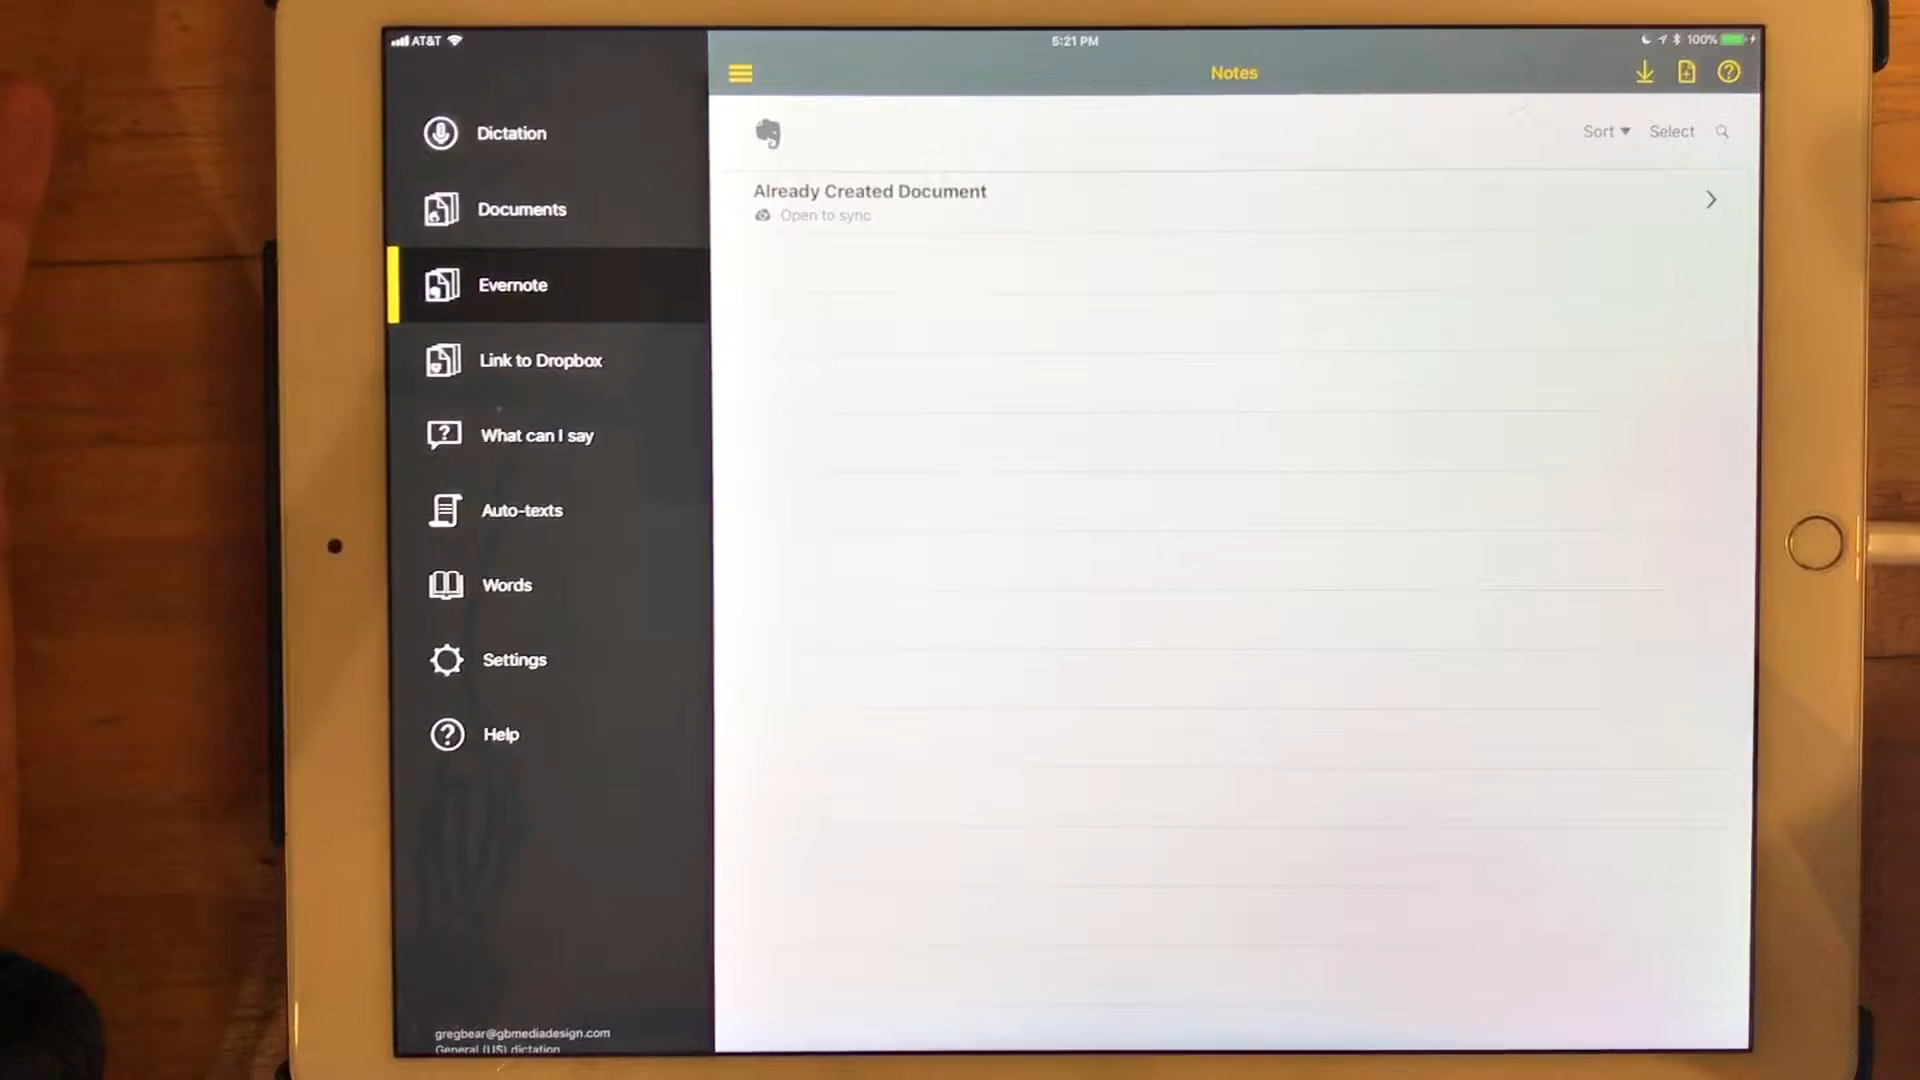 AT&T
5:21 PM
100%
Dictation
Documents
Evernote
Link to Dropbox
What can I say
Auto-texts
Words
Settings
Help
gregbear@gbmediadesign.com
General (US) dictation
Notes
Sort
Select
Already Created Document
Open to sync